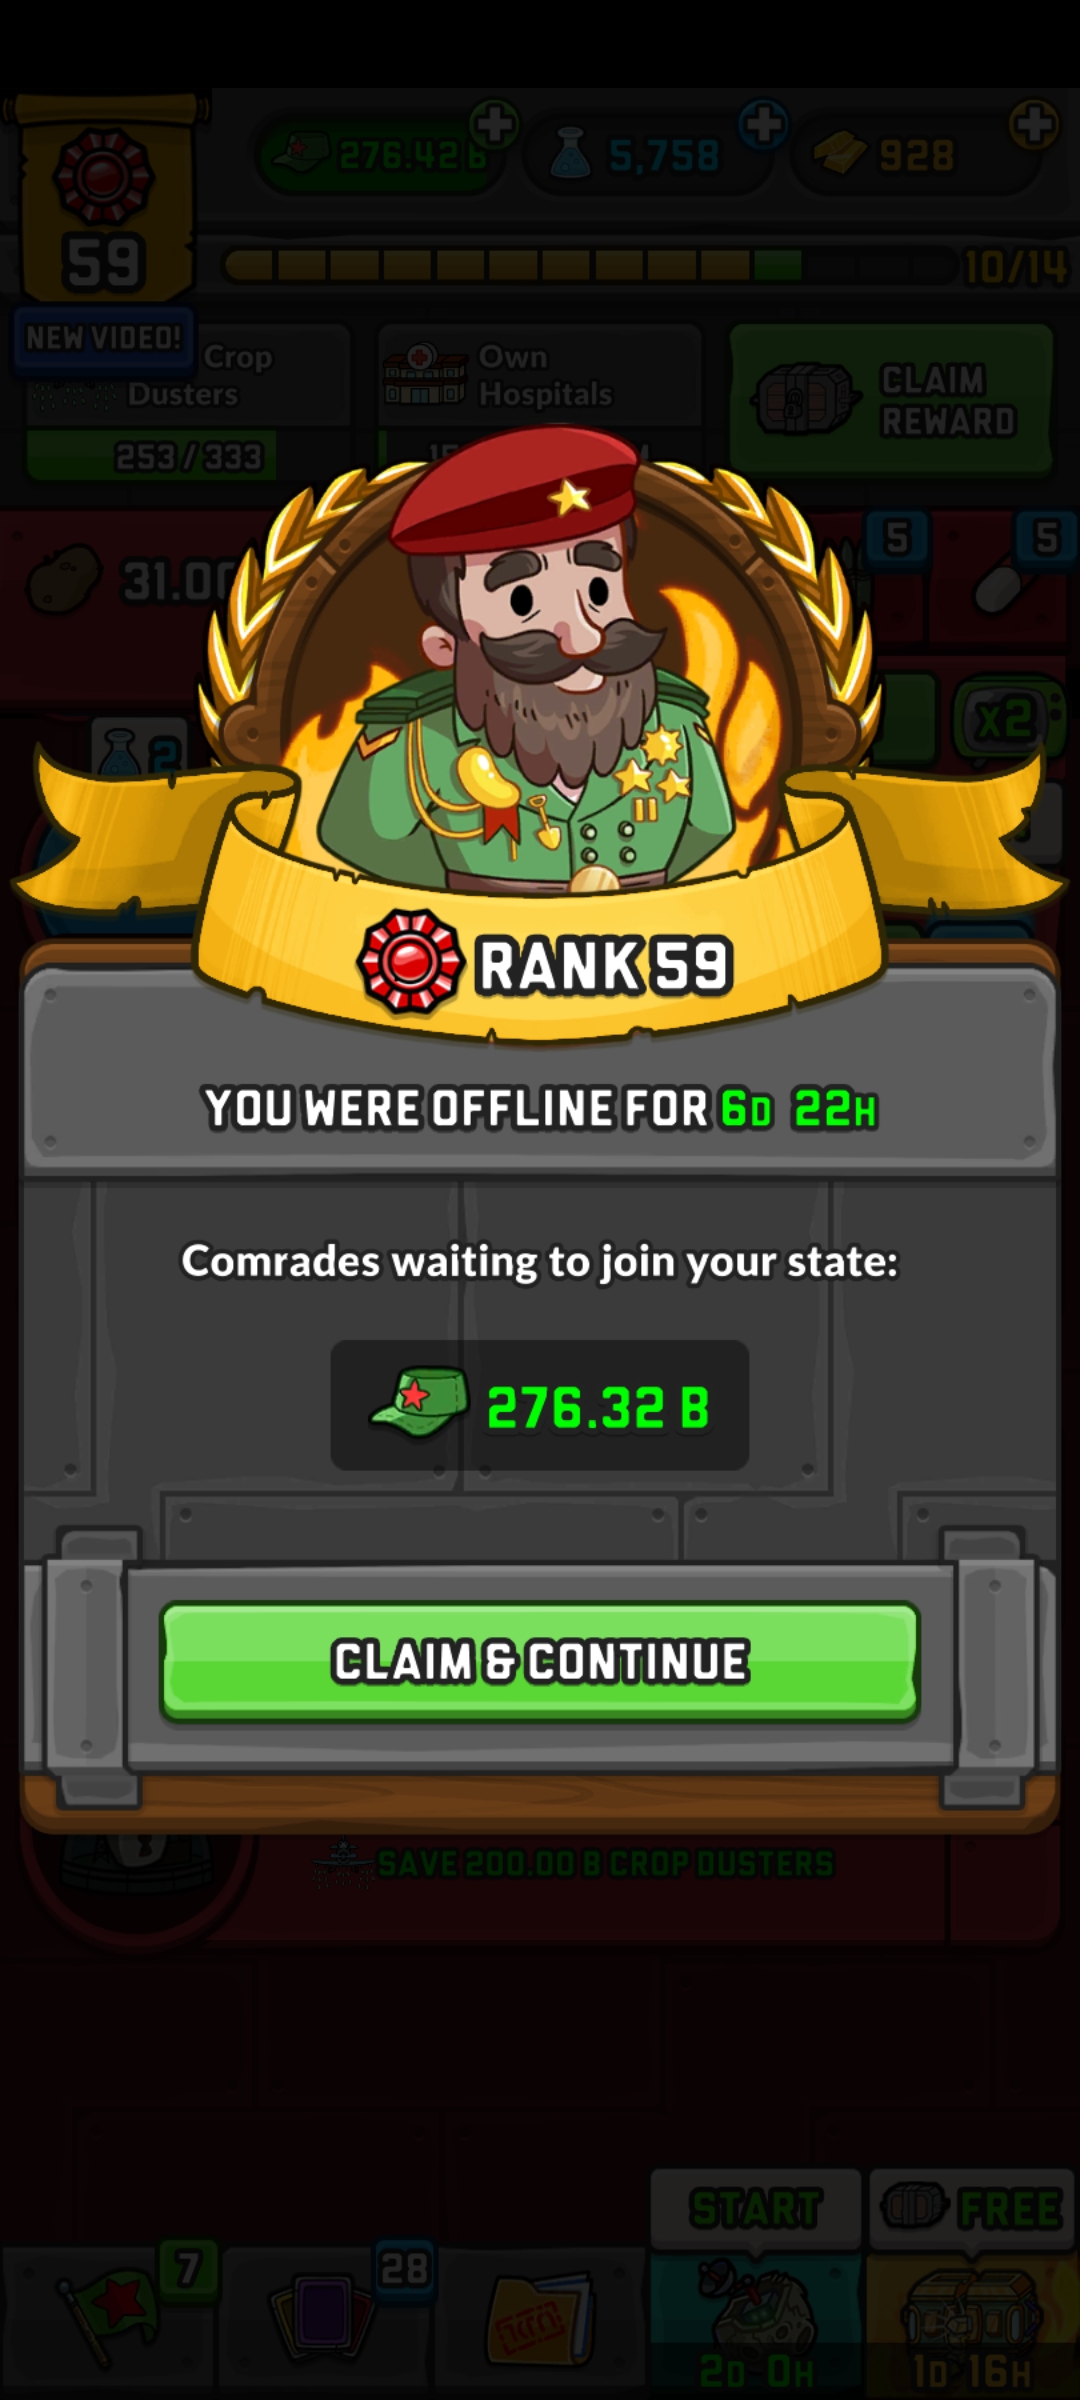 276.42 B
5,758
928
59
10/14
NEW VIDEO!
Crop
Dusters
253/333
Own
Hospitals
CLAIM
REWARD
5
5
x2
2
RANK 59
YOU WERE OFFLINE FOR 6D 22H
Comrades waiting to join your state:
276.32 B
CLAIM & CONTINUE
SAVE 200.00 B CROP DUSTERS
START
FREE
7
28
2D 0H
1D 16H